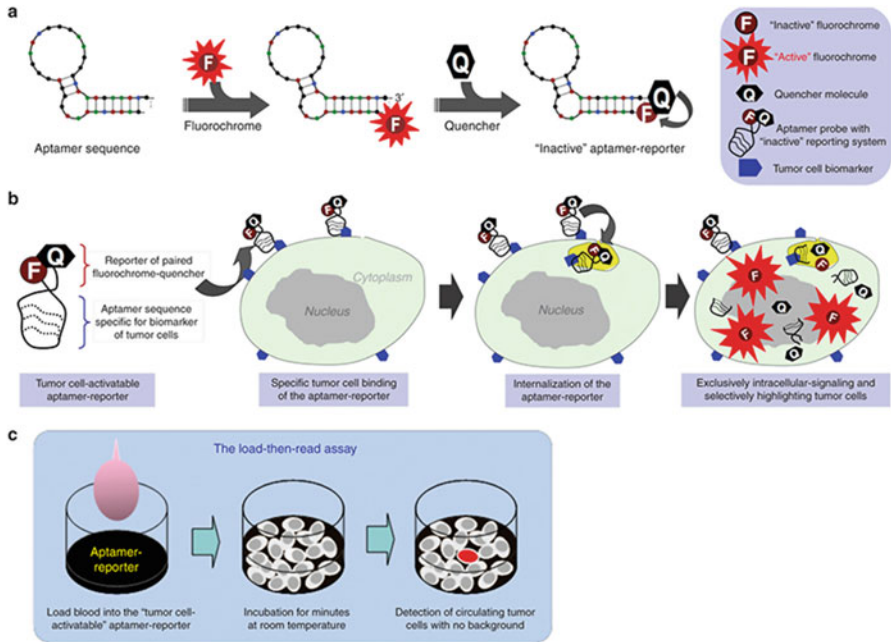 a
Aptamer sequence
F
Fluorochrome
3'
F
Q
Quencher
Q
F
"Inactive" aptamer-reporter
F "Inactive" fluorochrome
F "Active" fluorochrome
Q Quencher molecule
F Q Aptamer probe with
"inactive" reporting system
Tumor cell biomarker
b
F Q
Reporter of paired
fluorochrome-quencher
Aptamer sequence
specific for biomarker
of tumor cells
Tumor cell-activatable
aptamer-reporter
F Q
F Q
Cytoplasm
Nucleus
Specific tumor cell binding
of the aptamer-reporter
F Q
F Q
F Q
Nucleus
Internalization of the
aptamer-reporter
F Q
Q
F
F
Q
F
F
Q
Exclusively intracellular-signaling and
selectively highlighting tumor cells
c
The load-then-read assay
Aptamer-
reporter
Load blood into the "tumor cell-
activatable" aptamer-reporter
Incubation for minutes
at room temperature
Detection of circulating tumor
cells with no background